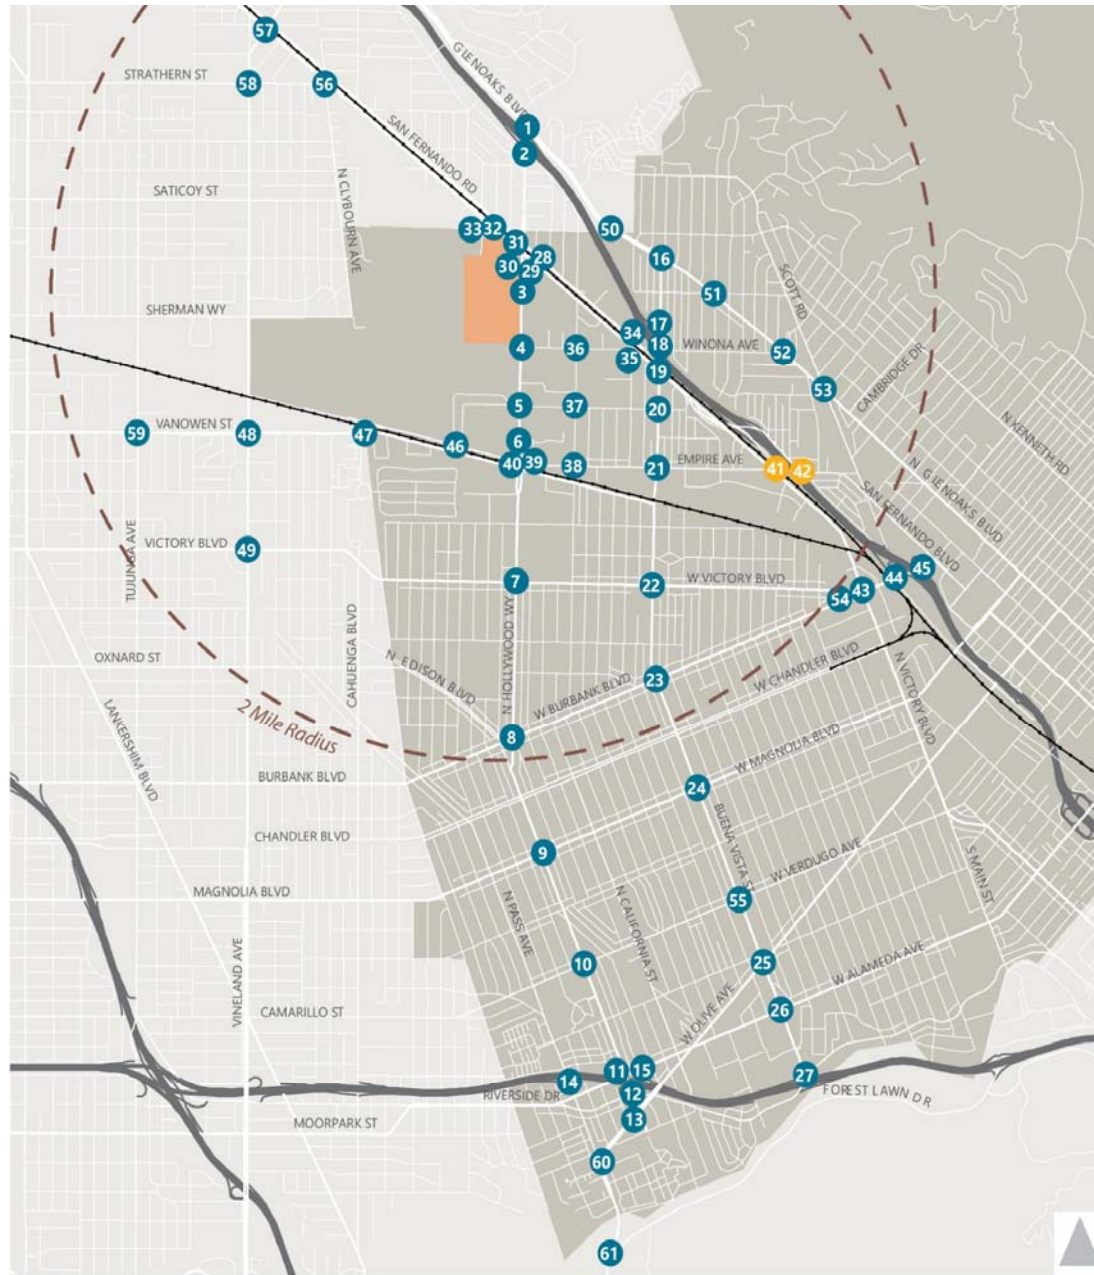 57
GLENOAKS BLVD
STRATHERN ST
58
56
SAN FERNANDO RD
1
2
SATICOY ST
N CLYBOURN AVE
33
32
31
50
28
16
30
29
SCOTT RD
3
51
SHERMAN WY
17
34
4
36
18
WINONA AVE
52
35
19
CAMBRIDGE DR
53
5
37
20
N KENNETH RD
VANOWEN ST
59
48
47
46
6
40
39
38
21
EMPIRE AVE
41
42
N GLENOAKS BLVD
SAN FERNANDO BLVD
TUJUNGA AVE
VICTORY BLVD
49
7
22
W VICTORY BLVD
54
43
44
45
CAHUENGA BLVD
N HOLLYWOOD WY
OXNARD ST
N EDISON BLVD
23
W BURBANK BLVD
W CHANDLER BLVD
N VICTORY BLVD
LANKERSHIM BLVD
2 Mile Radius
8
BURBANK BLVD
24
W MAGNOLIA BLVD
CHANDLER BLVD
9
BUENA VISTA ST
W VERDUGO AVE
S MAIN ST
MAGNOLIA BLVD
55
N PASS AVE
N CALIFORNIA ST
VINELAND AVE
10
25
W ALAMEDA AVE
CAMARILLO ST
W OLIVE AVE
26
11
15
14
27
RIVERSIDE DR
12
FOREST LAWN DR
MOORPARK ST
13
60
61